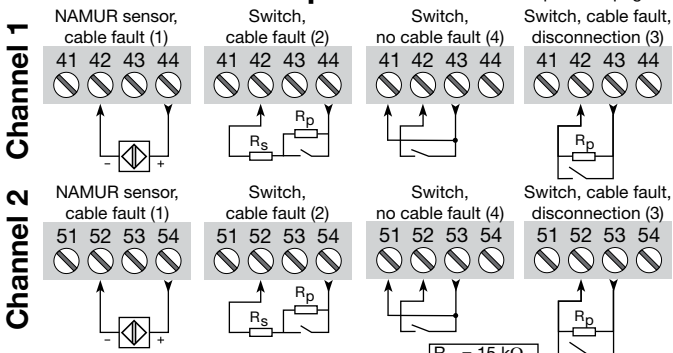 Channel 1
NAMUR sensor,
cable fault (1)
Switch,
cable fault (2)
Switch,
no cable fault (4)
Switch, cable fault,
disconnection (3)
41 42 43 44
41 42 43 44
41 42 43 44
41 42 43 44
- +
Rs
Rp
Rp
Channel 2
NAMUR sensor,
cable fault (1)
Switch,
cable fault (2)
Switch,
no cable fault (4)
Switch, cable fault,
disconnection (3)
51 52 53 54
51 52 53 54
51 52 53 54
51 52 53 54
- +
Rs
Rp
Rp
= 15 kΩ